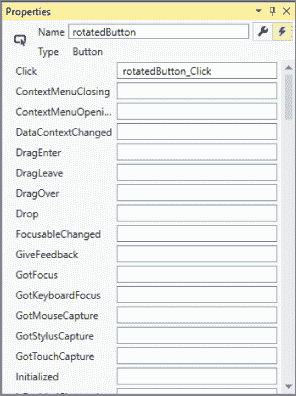 Properties
Name rotatedButton
Type Button
Click rotatedButton_Click
ContextMenuClosing
ContextMenuOpeni...
DataContextChanged
DragEnter
DragLeave
DragOver
Drop
FocusableChanged
GiveFeedback
GotFocus
GotKeyboardFocus
GotMouseCapture
GotStylusCapture
GotTouchCapture
Initialized